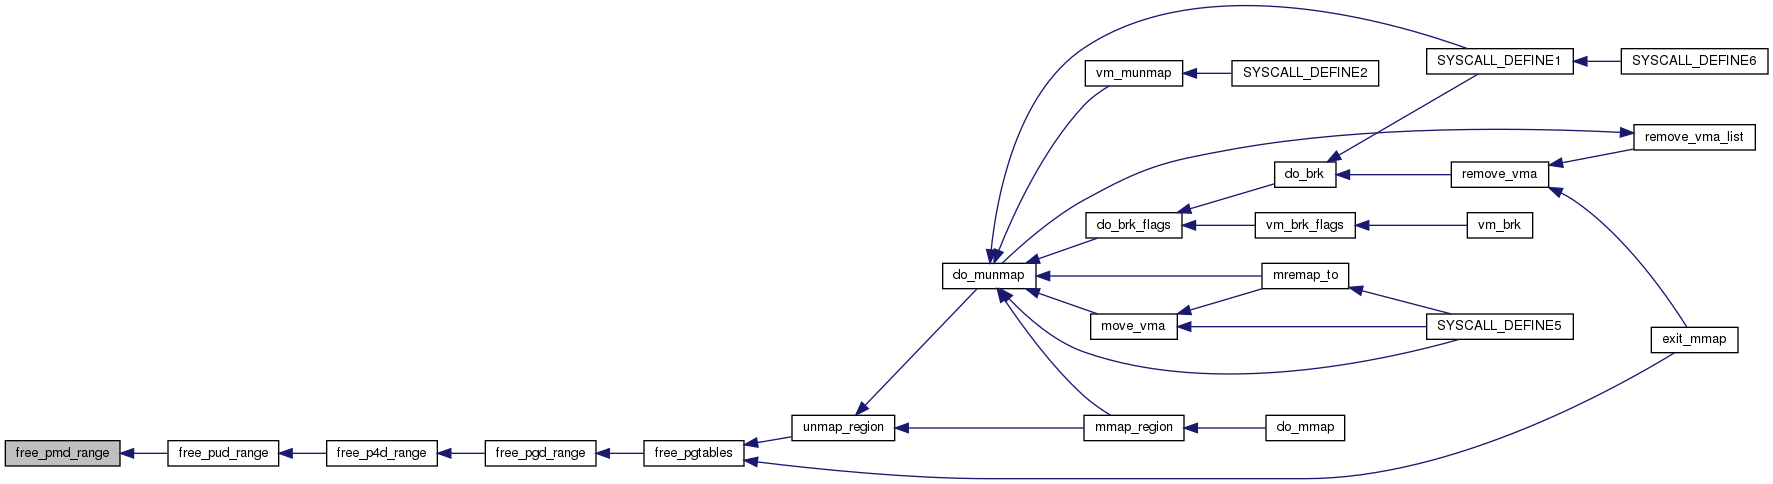 SYSCALL_DEFINE1
SYSCALL_DEFINE6
vm_munmap
SYSCALL_DEFINE2
remove_vma_list
do_brk
remove_vma
do_brk_flags
vm_brk_flags
vm_brk
do_munmap
mremap_to
move_vma
SYSCALL_DEFINE5
exit_mmap
unmap_region
mmap_region
do_mmap
free_pmd_range
free_pud_range
free_p4d_range
free_pgd_range
free_pgtables